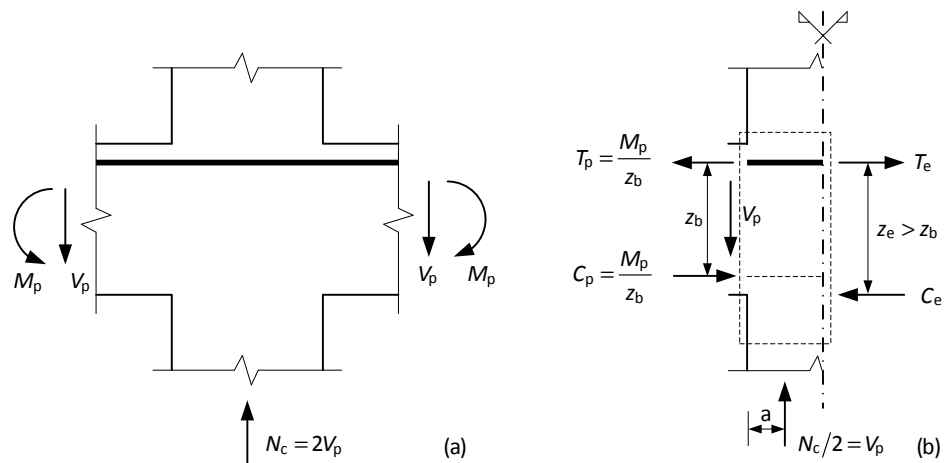 M_p V_p
V_p M_p
N_c = 2V_p
(a)
T_p = M_p / z_b
T_e
z_b
V_p
z_e > z_b
C_p = M_p / z_b
C_e
a
N_c/2 = V_p
(b)